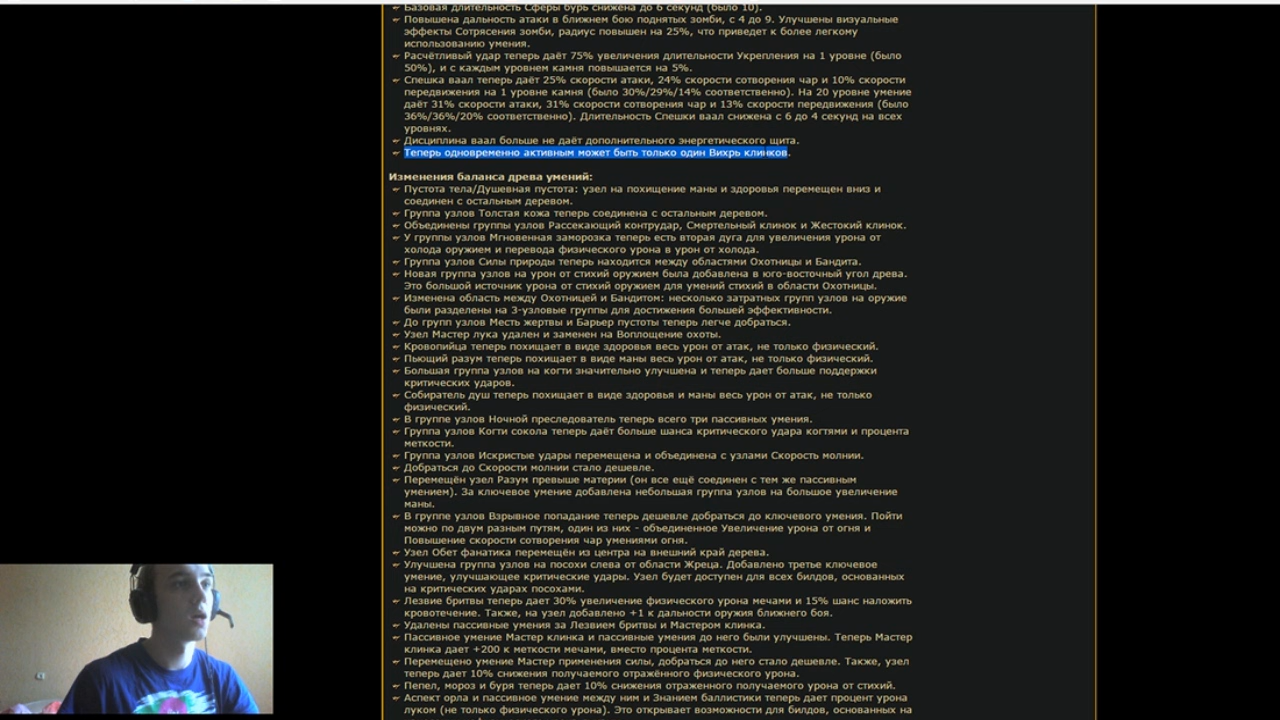 Базовая длительность Сферы бурь снижена до 6 секунд (было 10).
Повышена дальность атаки в ближнем бою поднятых зомби, с 4 до 9. Улучшены визуальные
эффекты Сотрясения зомби, радиус повышен на 25%, что приведет к более легкому
использованию умения.
Расчётливый удар теперь даёт 75% увеличения длительности Укрепления на 1 уровне (было
50%), и с каждым уровнем камня повышается на 5%.
Спешка ваал теперь даёт 25% скорости атаки, 24% скорости сотворения чар и 10% скорости
передвижения на 1 уровне камня (было 30%/29%/14% соответственно). На 20 уровне умение
даёт 31% скорости атаки, 31% скорости сотворения чар и 13% скорости передвижения (было
36%/36%/20% соответственно). Длительность Спешки ваал снижена с 6 до 4 секунд на всех
уровнях.
Дисциплина ваал больше не даёт дополнительного энергетического щита.
Теперь одновременно активным может быть только один Вихрь клинков.
Изменения баланса древа умений:
Пустота тела/Душевная пустота: узел на похищение маны и здоровья перемещен вниз и
соединен с остальным деревом.
Группа узлов Толстая кожа теперь соединена с остальным деревом.
Объединены группы узлов Рассекающий контрудар, Смертельный клинок и Жестокий клинок.
У группы узлов Мгновенная заморозка теперь есть вторая дуга для увеличения урона от
холода оружием и перевода физического урона в урон от холода.
Группа узлов Силы природы теперь находится между областями Охотницы и Бандита.
Новая группа узлов на урон от стихий оружием была добавлена в юго-восточный угол древа.
Это большой источник урона от стихий оружием для умений стихий в области Охотницы.
Изменена область между Охотницей и Бандитом: несколько затратных групп узлов на оружие
были разделены на 3-узловые группы для достижения большей эффективности.
До групп узлов Месть жертвы и Барьер пустоты теперь легче добраться.
Узел Мастер лука удален и заменен на Воплощение охоты.
Кровопийца теперь похищает в виде здоровья весь урон от атак, не только физический.
Пьющий разум теперь похищает в виде маны весь урон от атак, не только физический.
Большая группа узлов на когти значительно улучшена и теперь дает больше поддержки
критических ударов.
Собиратель душ теперь похищает в виде здоровья и маны весь урон от атак, не только
физический.
В группе узлов Ночной преследователь теперь всего три пассивных умения.
Группа узлов Когти сокола теперь даёт больше шанса критического удара когтями и процента
меткости.
Группа узлов Искристые удары перемещена и объединена с узлами Скорость молнии.
Добраться до Скорости молнии стало дешевле.
Перемещён узел Разум превыше материи (он все ещё соединен с тем же пассивным
умением). За ключевое умение добавлена небольшая группа узлов на большое увеличение
маны.
В группе узлов Взрывное попадание теперь дешевле добраться до ключевого умения. Пойти
можно по двум разным путям, один из них - объединенное Увеличение урона от огня и
Повышение скорости сотворения чар умениями огня.
Узел Обет фанатика перемещён из центра на внешний край дерева.
Улучшена группа узлов на посохи слева от области Жреца. Добавлено третье ключевое
умение, улучшающее критические удары. Узел будет доступен для всех билдов, основанных
на критических ударах посохами.
Лезвие бритвы теперь дает 30% увеличение физического урона мечами и 15% шанс наложить
кровотечение. Также, на узел добавлено +1 к дальности оружия ближнего боя.
Удалены пассивные умения за Лезвием бритвы и Мастером клинка.
Пассивное умение Мастер клинка и пассивные умения до него были улучшены. Теперь Мастер
клинка дает +200 к меткости мечами, вместо процента меткости.
Перемещено умение Мастер применения силы, добраться до него стало дешевле. Также, узел
теперь дает 10% снижения получаемого отражённого физического урона.
Пепел, мороз и буря теперь дает 10% снижения отраженного получаемого урона от стихий.
Аспект орла и пассивное умение между ним и Знанием баллистики теперь дает процент урона
луком (не только физического урона). Это открывает возможности для билдов, основанных на